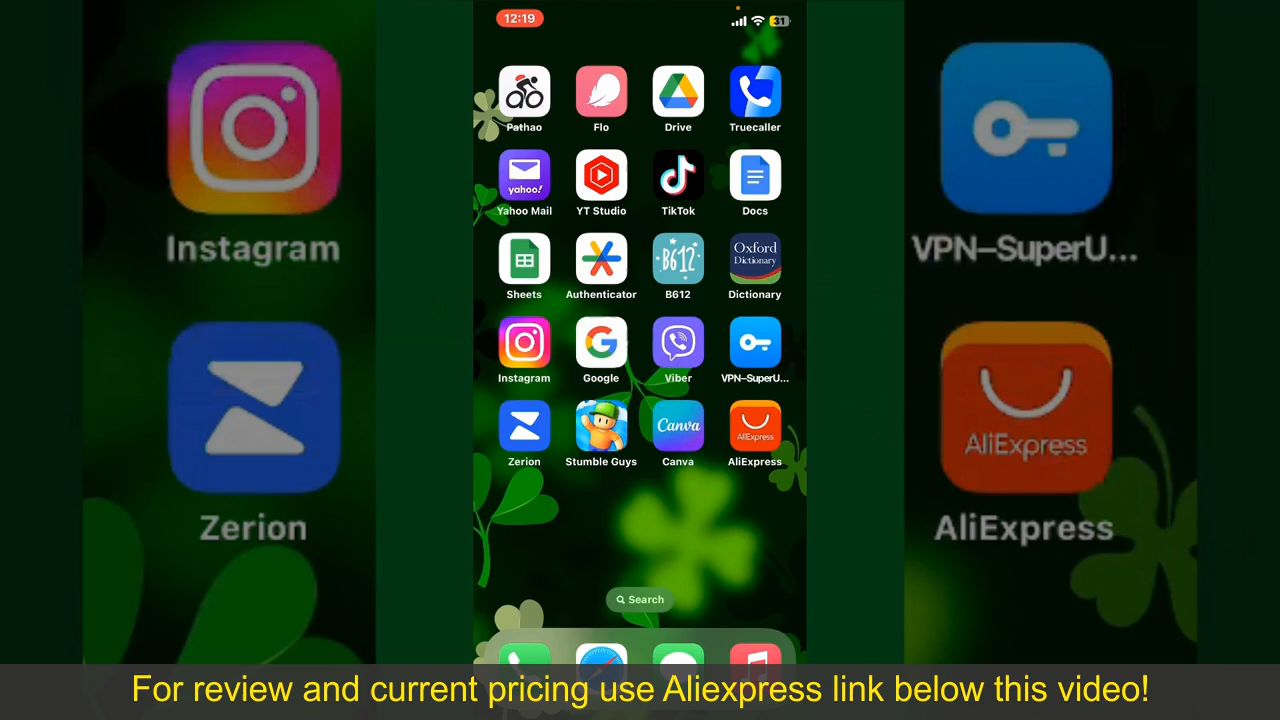 12:19
31
Pathao Flo Drive Truecaller
yahoo!
Yahoo Mail YT Studio TikTok Docs
B612 Oxford Dictionary
Sheets Authenticator B612 Dictionary
Instagram Google Viber VPN–SuperU...
Canva AliExpress
Zerion Stumble Guys Canva AliExpress
Search
Instagram
Zerion
VPN–SuperU...
AliExpress
AliExpress
For review and current pricing use Aliexpress link below this video!